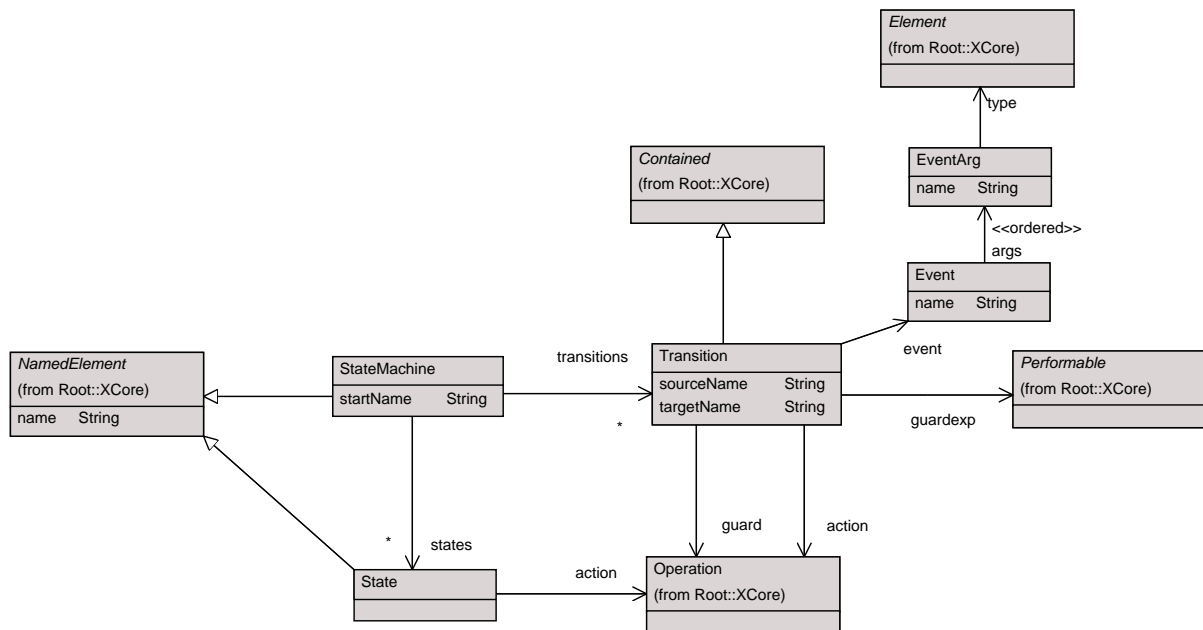 Element
(from Root::XCore)
type
Contained
(from Root::XCore)
EventArg
name String
<<ordered>>
args
Event
name String
event
NamedElement
(from Root::XCore)
name String
StateMachine
startName String
transitions
*
Transition
sourceName String
targetName String
Performable
(from Root::XCore)
guardexp
* states
guard
action
State
action
Operation
(from Root::XCore)